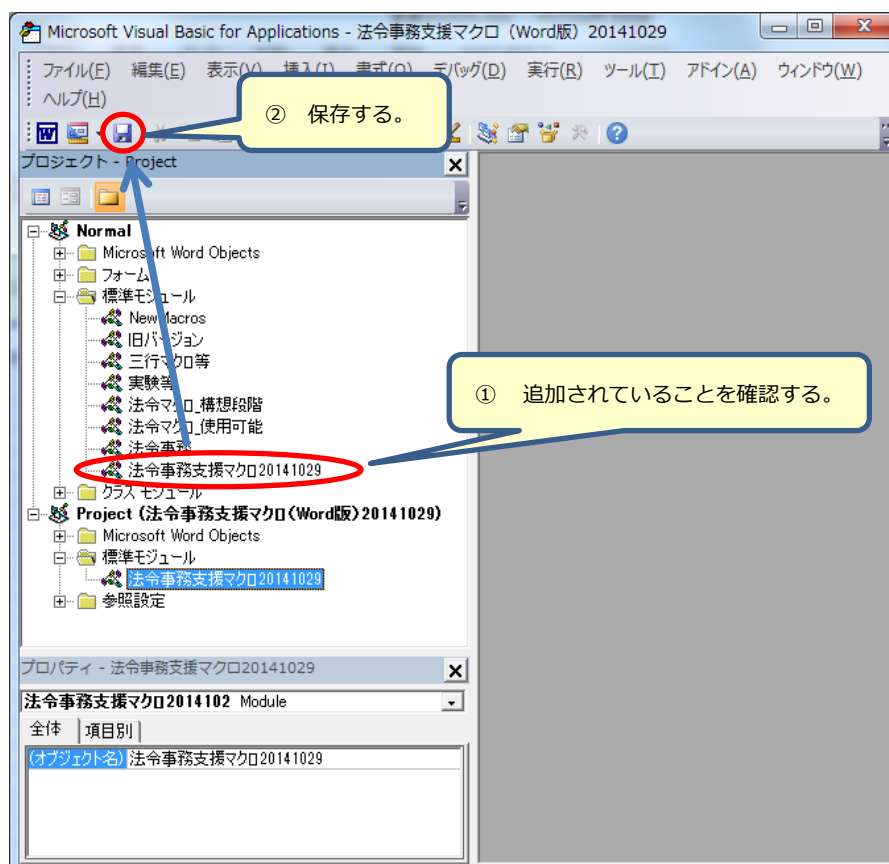 Microsoft Visual Basic for Applications - 法令事務支援マクロ（Word版）20141029
ファイル(F) 編集(E) 表示(V) 挿入(I) 書式(O) デバッグ(D) 実行(R) ツール(T) アドイン(A) ウィンドウ(W)
ヘルプ(H)
② 保存する。
プロジェクト - Project
Normal
Microsoft Word Objects
フォーム
標準モジュール
NewMacros
旧バージョン
三行マクロ等
実験等
法令マクロ_構想段階
法令マクロ_使用可能
法令事務
法令事務支援マクロ20141029
クラス モジュール
Project (法令事務支援マクロ(Word版)20141029)
Microsoft Word Objects
標準モジュール
法令事務支援マクロ20141029
参照設定
① 追加されていることを確認する。
プロパティ - 法令事務支援マクロ20141029
法令事務支援マクロ2014102 Module
全体 項目別
(オブジェクト名) 法令事務支援マクロ20141029